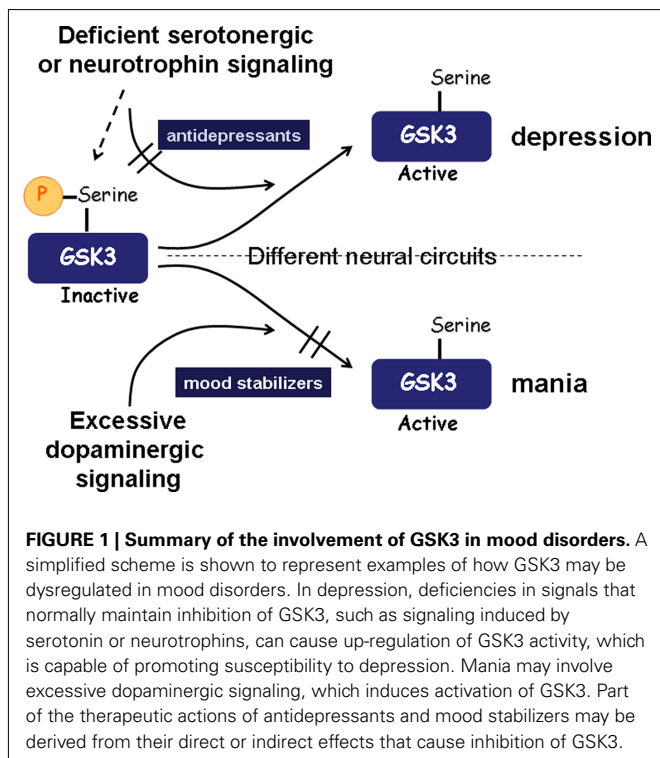 Deficient serotonergic
or neurotrophin signaling
antidepressants
Serine
GSK3
Active
depression
P
Serine
GSK3
Inactive
Different neural circuits
Serine
GSK3
Active
mania
mood stabilizers
Excessive
dopaminergic
signaling
FIGURE 1 | Summary of the involvement of GSK3 in mood disorders. A
simplified scheme is shown to represent examples of how GSK3 may be
dysregulated in mood disorders. In depression, deficiencies in signals that
normally maintain inhibition of GSK3, such as signaling induced by
serotonin or neurotrophins, can cause up-regulation of GSK3 activity, which
is capable of promoting susceptibility to depression. Mania may involve
excessive dopaminergic signaling, which induces activation of GSK3. Part
of the therapeutic actions of antidepressants and mood stabilizers may be
derived from their direct or indirect effects that cause inhibition of GSK3.